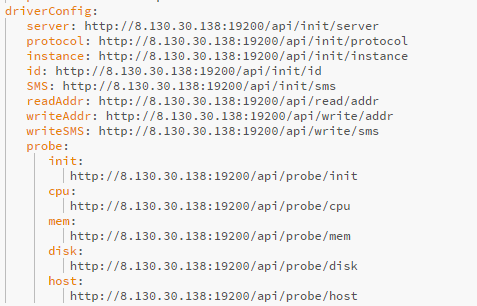 driverConfig:
server: http://8.130.30.138:19200/api/init/server
protocol: http://8.130.30.138:19200/api/init/protocol
instance: http://8.130.30.138:19200/api/init/instance
id: http://8.130.30.138:19200/api/init/id
SMS: http://8.130.30.138:19200/api/init/sms
readAddr: http://8.130.30.138:19200/api/read/addr
writeAddr: http://8.130.30.138:19200/api/write/addr
writeSMS: http://8.130.30.138:19200/api/write/sms
probe:
init:
http://8.130.30.138:19200/api/probe/init
cpu:
http://8.130.30.138:19200/api/probe/cpu
mem:
http://8.130.30.138:19200/api/probe/mem
disk:
http://8.130.30.138:19200/api/probe/disk
host:
http://8.130.30.138:19200/api/probe/host